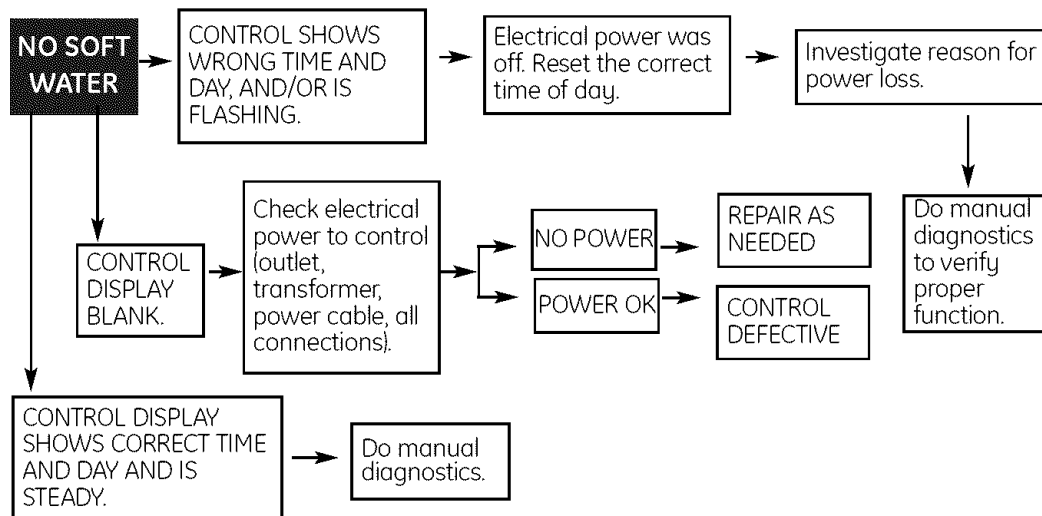 NO SOFT
WATER
CONTROL SHOWS
WRONG TIME AND
DAY, AND/OR IS
FLASHING.
Electrical power was
off. Reset the correct
time of day.
Investigate reason for
power loss.
Do manual
diagnostics
to verify
proper
function.
CONTROL
DISPLAY
BLANK.
Check electrical
power to control
(outlet,
transformer,
power cable, all
connections).
NO POWER
REPAIR AS
NEEDED
POWER OK
CONTROL
DEFECTIVE
CONTROL DISPLAY
SHOWS CORRECT TIME
AND DAY AND IS
STEADY.
Do manual
diagnostics.